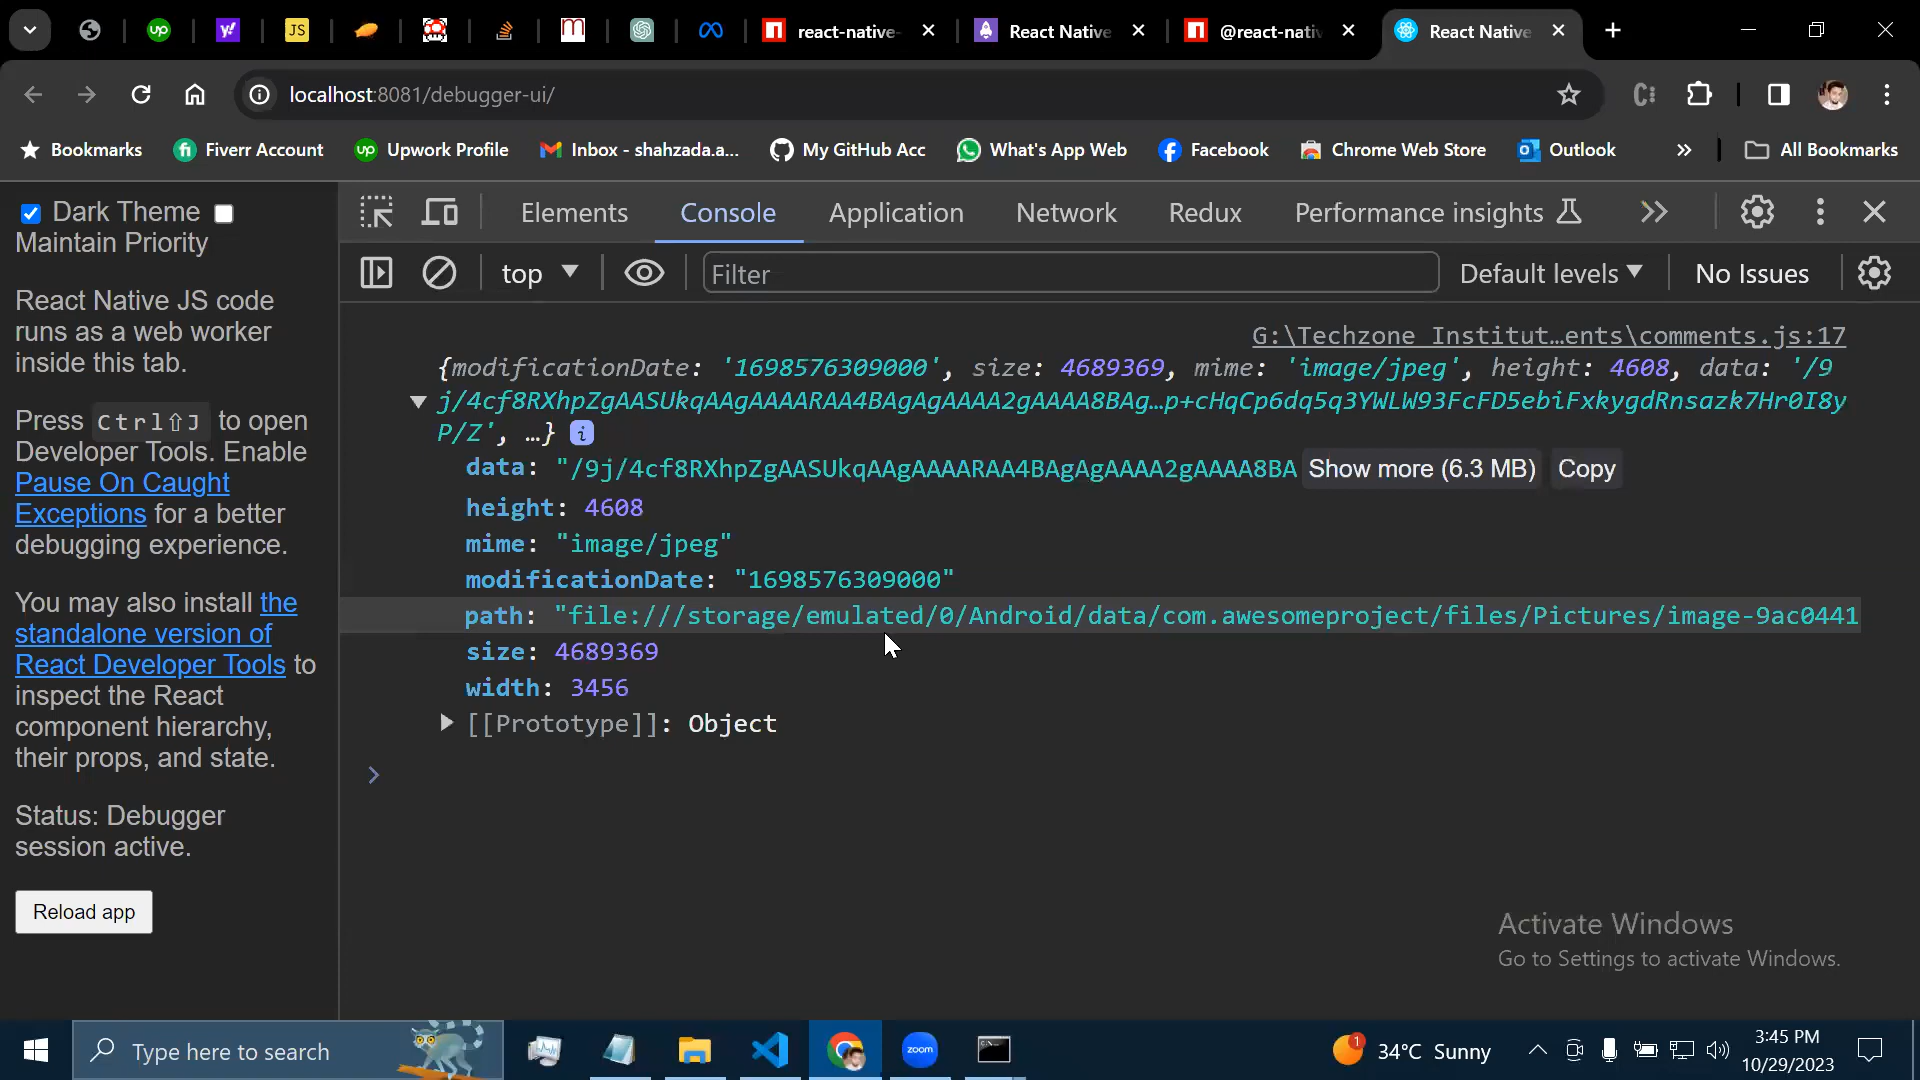 react-native-
React Native
@react-nativ
React Native
localhost:8081/debugger-ui/
Bookmarks
Fiverr Account
Upwork Profile
Inbox - shahzada.a...
My GitHub Acc
What's App Web
Facebook
Chrome Web Store
Outlook
»
All Bookmarks
Dark Theme
Maintain Priority
React Native JS code
runs as a web worker
inside this tab.
Press Ctrl⇧J to open
Developer Tools. Enable
Pause On Caught
Exceptions for a better
debugging experience.
You may also install the
standalone version of
React Developer Tools to
inspect the React
component hierarchy,
their props, and state.
Status: Debugger
session active.
Reload app
Elements
Console
Application
Network
Redux
Performance insights
top
Filter
Default levels
No Issues
G:\Techzone Institut…ents\comments.js:17
{modificationDate: '1698576309000', size: 4689369, mime: 'image/jpeg', height: 4608, data: '/9
j/4cf8RXhpZgAASUkqAAgAAAARAA4BAgAgAAAA2gAAAA8BAg…p+cHqCp6dq5q3YWLW93FcFD5ebiFxkygdRnsazk7Hr0I8y
P/Z', …}
data: "/9j/4cf8RXhpZgAASUkqAAgAAAARAA4BAgAgAAAA2gAAAA8BA Show more (6.3 MB) Copy
height: 4608
mime: "image/jpeg"
modificationDate: "1698576309000"
path: "file:///storage/emulated/0/Android/data/com.awesomeproject/files/Pictures/image-9ac0441
size: 4689369
width: 3456
[[Prototype]]: Object
Activate Windows
Go to Settings to activate Windows.
Type here to search
zoom
1
34°C Sunny
3:45 PM
10/29/2023